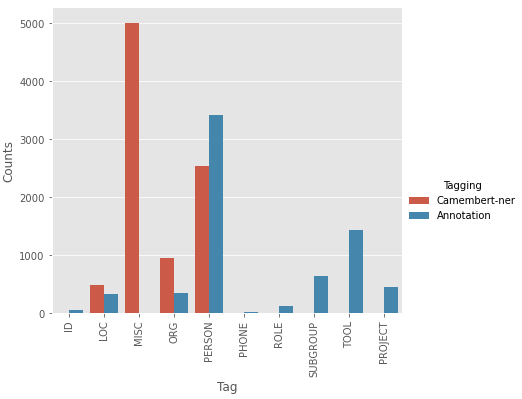 5000
4000
3000
2000
1000
0
Counts
ID
LOC
MISC
ORG
PERSON
PHONE
ROLE
SUBGROUP
TOOL
PROJECT
Tag
Tagging
Camembert-ner
Annotation